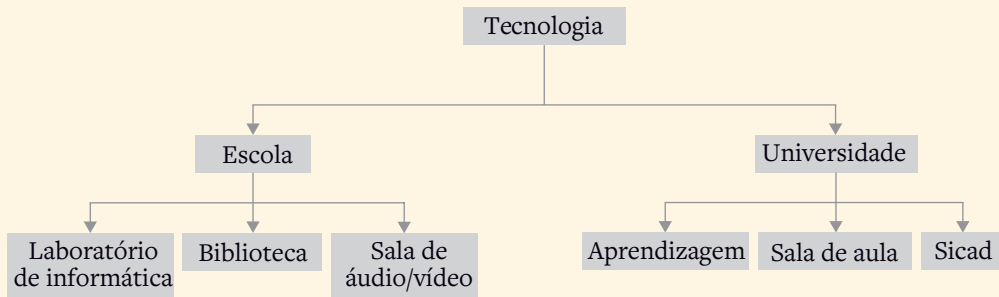 Tecnologia
Escola
Universidade
Laboratório
de informática
Biblioteca
Sala de
áudio/vídeo
Aprendizagem
Sala de aula
Sicad